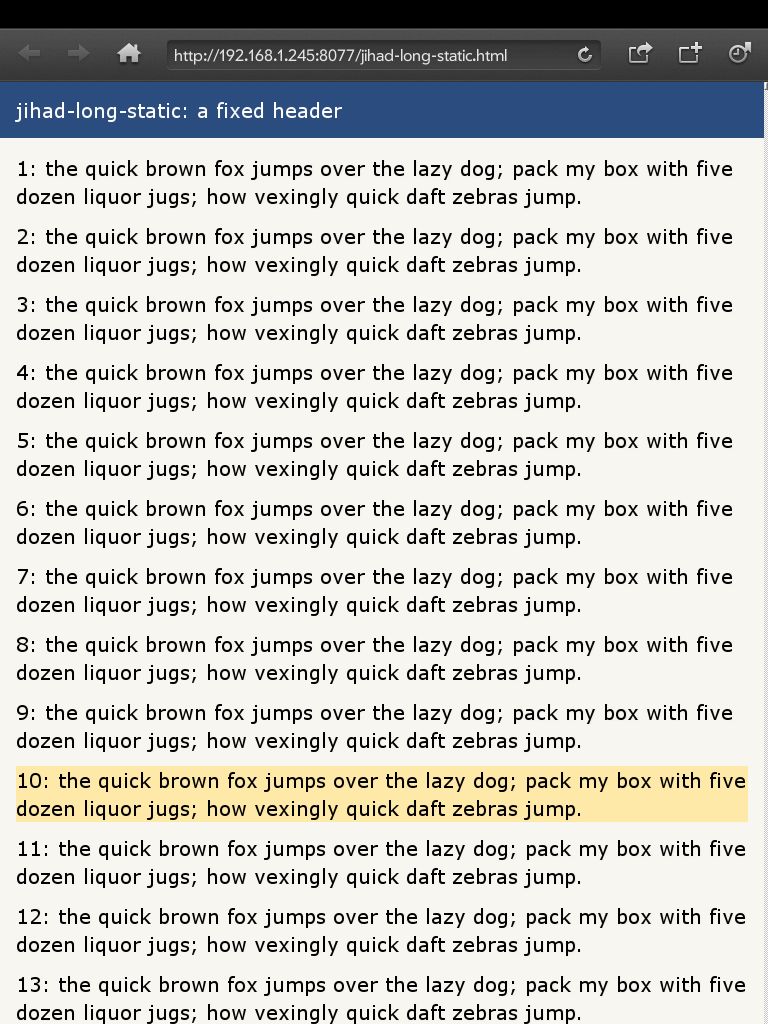 http://192.168.1.245:8077/jihad-long-static.html
jihad-long-static: a fixed header
1: the quick brown fox jumps over the lazy dog; pack my box with five
dozen liquor jugs; how vexingly quick daft zebras jump.
2: the quick brown fox jumps over the lazy dog; pack my box with five
dozen liquor jugs; how vexingly quick daft zebras jump.
3: the quick brown fox jumps over the lazy dog; pack my box with five
dozen liquor jugs; how vexingly quick daft zebras jump.
4: the quick brown fox jumps over the lazy dog; pack my box with five
dozen liquor jugs; how vexingly quick daft zebras jump.
5: the quick brown fox jumps over the lazy dog; pack my box with five
dozen liquor jugs; how vexingly quick daft zebras jump.
6: the quick brown fox jumps over the lazy dog; pack my box with five
dozen liquor jugs; how vexingly quick daft zebras jump.
7: the quick brown fox jumps over the lazy dog; pack my box with five
dozen liquor jugs; how vexingly quick daft zebras jump.
8: the quick brown fox jumps over the lazy dog; pack my box with five
dozen liquor jugs; how vexingly quick daft zebras jump.
9: the quick brown fox jumps over the lazy dog; pack my box with five
dozen liquor jugs; how vexingly quick daft zebras jump.
10: the quick brown fox jumps over the lazy dog; pack my box with five
dozen liquor jugs; how vexingly quick daft zebras jump.
11: the quick brown fox jumps over the lazy dog; pack my box with five
dozen liquor jugs; how vexingly quick daft zebras jump.
12: the quick brown fox jumps over the lazy dog; pack my box with five
dozen liquor jugs; how vexingly quick daft zebras jump.
13: the quick brown fox jumps over the lazy dog; pack my box with five
dozen liquor jugs; how vexingly quick daft zebras jump.